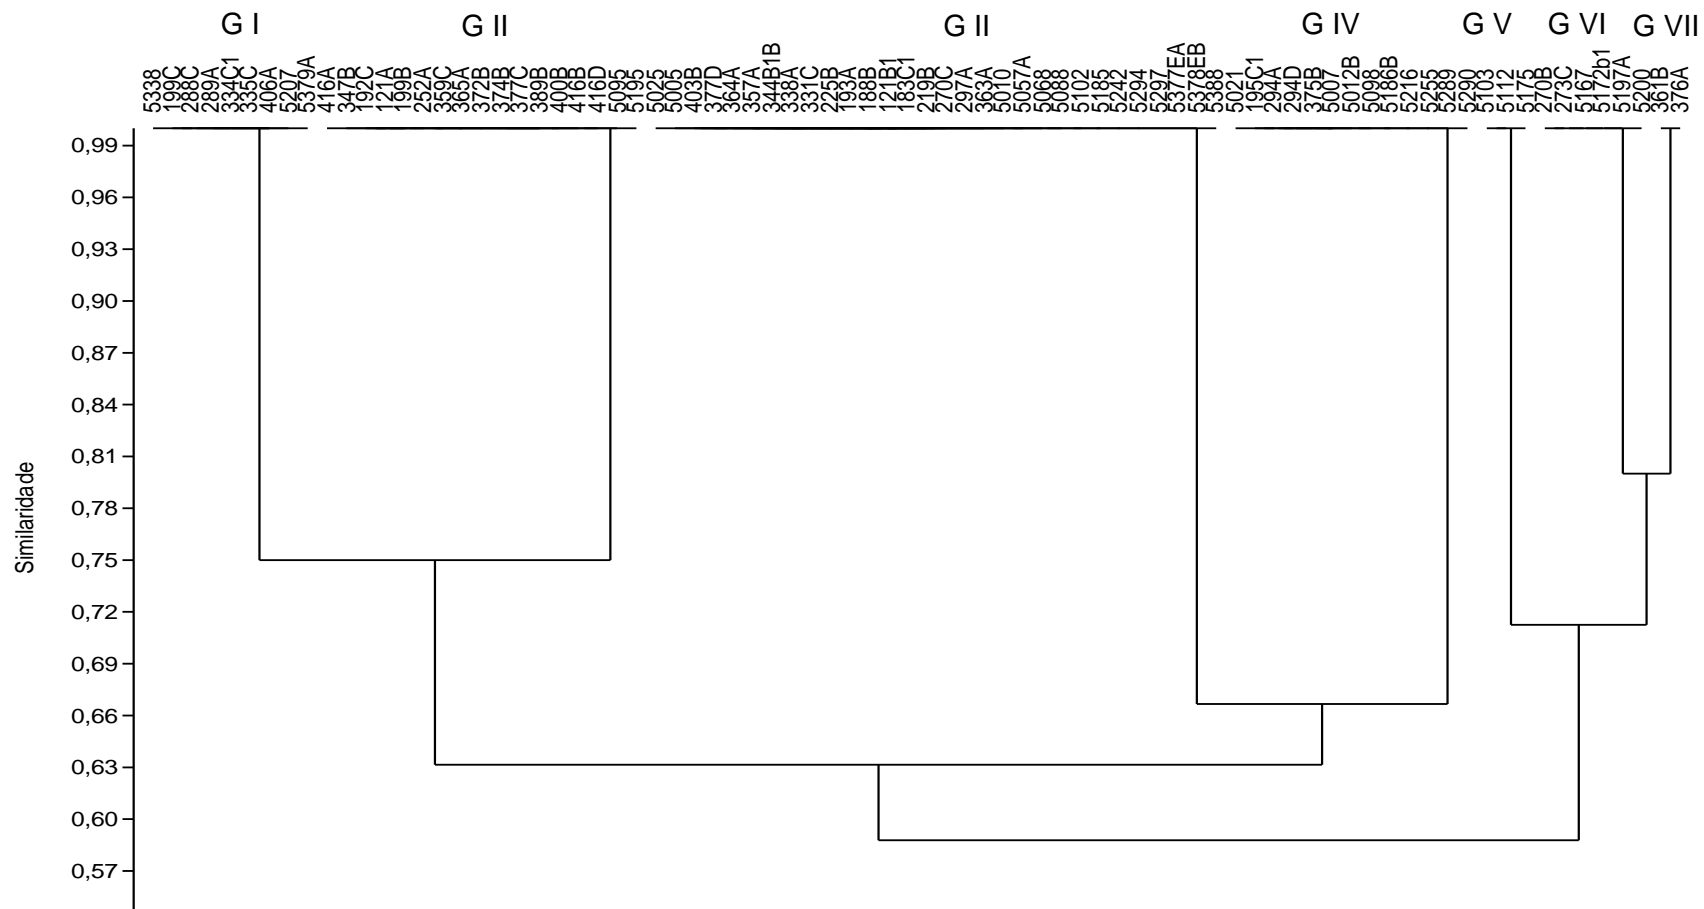 G I
G II
G II
G IV
G V
G VI
G VII
5338
199C
288C
289A
334C1
335C
406A
5207
5379A
416A
347B
192C
121A
199B
252A
359C
365A
372B
374B
377C
389B
400B
416B
416D
5095
5195
5025
5005
403B
377D
364A
357A
344B1B
338A
331C
225B
193A
188B
121B1
183C1
219B
270C
297A
363A
5010
5057A
5068
5088
5102
5185
5242
5294
5297
5377EA
5378EB
5388
5021
195C1
294A
294D
375B
5007
5012B
5098
5186B
5216
5255
5289
5290
5103
5112
5175
270B
273C
5167
5172b1
5197A
5200
361B
376A
0,99
0,96
0,93
0,90
0,87
0,84
0,81
0,78
0,75
0,72
0,69
0,66
0,63
0,60
0,57
Similaridade